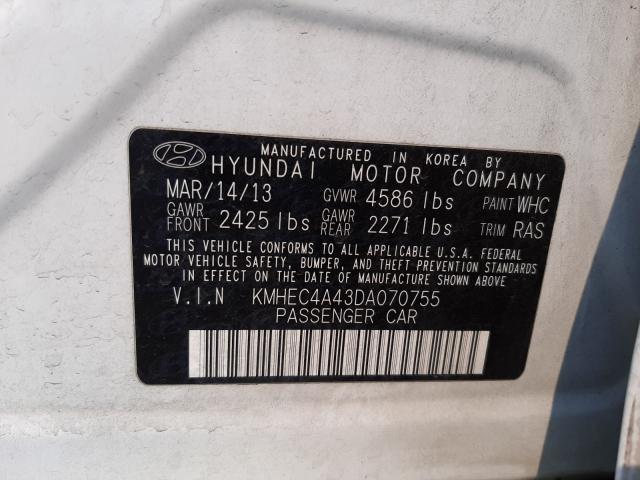 MANUFACTURED IN KOREA BY
HYUNDAI MOTOR COMPANY
MAR/14/13 GVWR 4586 lbs PAINT WHC
GAWR FRONT 2425 lbs GAWR REAR 2271 lbs TRIM RAS
THIS VEHICLE CONFORMS TO ALL APPLICABLE U.S.A. FEDERAL
MOTOR VEHICLE SAFETY, BUMPER, AND THEFT PREVENTION STANDARDS
IN EFFECT ON THE DATE OF MANUFACTURE SHOWN ABOVE
V.I.N KMHEC4A43DA070755
PASSENGER CAR